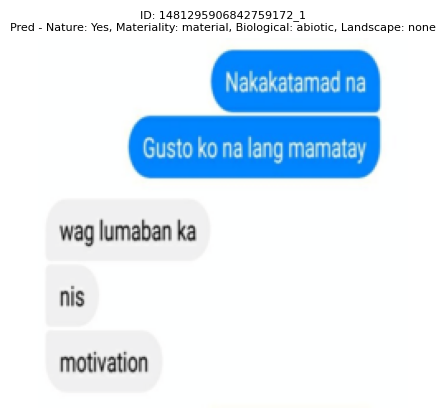 ID: 1481295906842759172_1
Pred - Nature: Yes, Materiality: material, Biological: abiotic, Landscape: none
Nakakatamad na
Gusto ko na lang mamatay
wag lumaban ka
nis
motivation